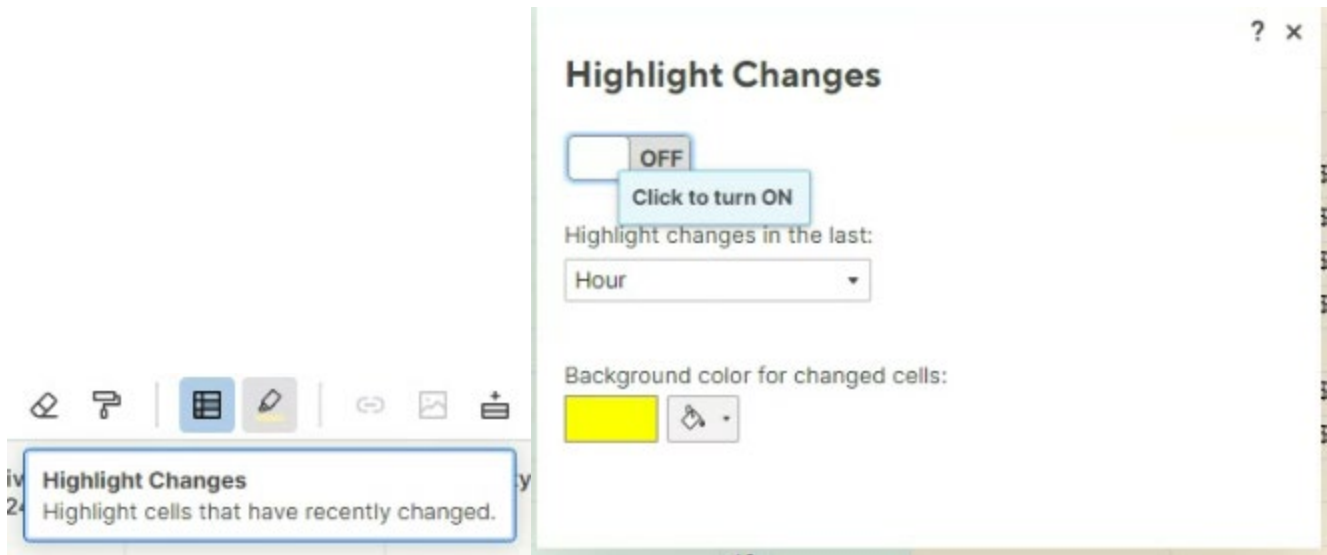 Highlight Changes
Highlight cells that have recently changed.
? ×
Highlight Changes
OFF
Click to turn ON
Highlight changes in the last:
Hour
Background color for changed cells: